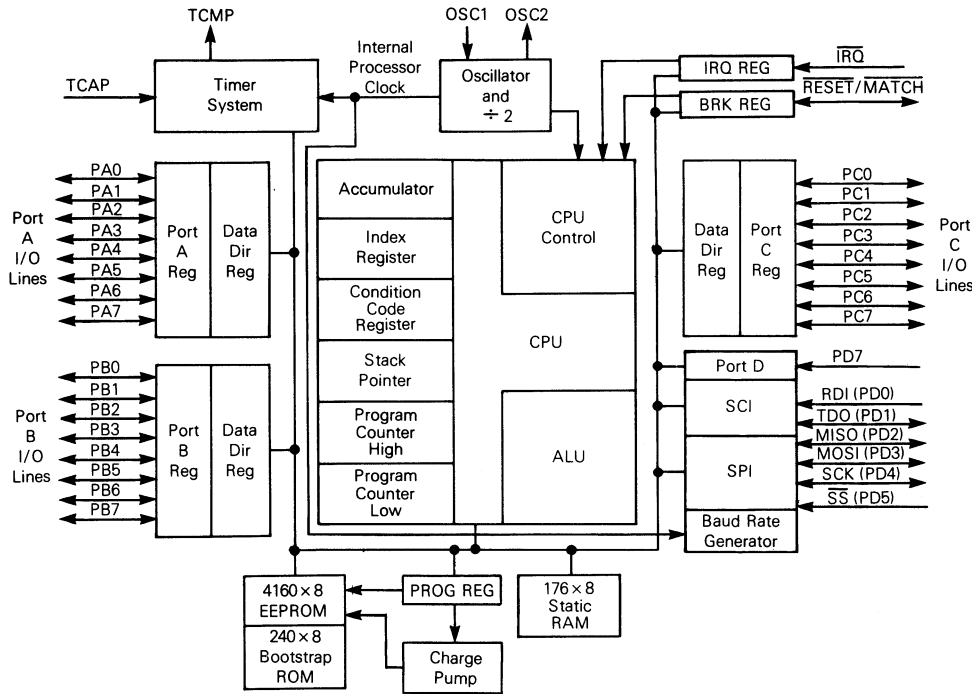 TCMP
OSC1
OSC2
TCAP
Timer
System
Internal
Processor
Clock
Oscillator
and
÷ 2
IRQ REG
IRQ
BRK REG
RESET/MATCH
Port
A
I/O
Lines
PA0
PA1
PA2
PA3
PA4
PA5
PA6
PA7
Port
A
Reg
Data
Dir
Reg
Port
B
I/O
Lines
PB0
PB1
PB2
PB3
PB4
PB5
PB6
PB7
Port
B
Reg
Data
Dir
Reg
Accumulator
Index
Register
Condition
Code
Register
Stack
Pointer
Program
Counter
High
Program
Counter
Low
CPU
Control
CPU
ALU
Data
Dir
Reg
Port
C
Reg
PC0
PC1
PC2
PC3
PC4
PC5
PC6
PC7
Port
C
I/O
Lines
Port D
SCI
SPI
Baud Rate
Generator
PD7
RDI (PD0)
TDO (PD1)
MISO (PD2)
MOSI (PD3)
SCK (PD4)
SS (PD5)
4160 × 8
EEPROM
240 × 8
Bootstrap
ROM
PROG REG
Charge
Pump
176 × 8
Static
RAM